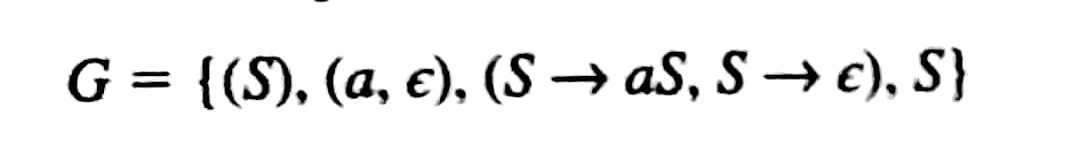 G = {(S), (a, ϵ), (S → aS, S → ϵ), S}